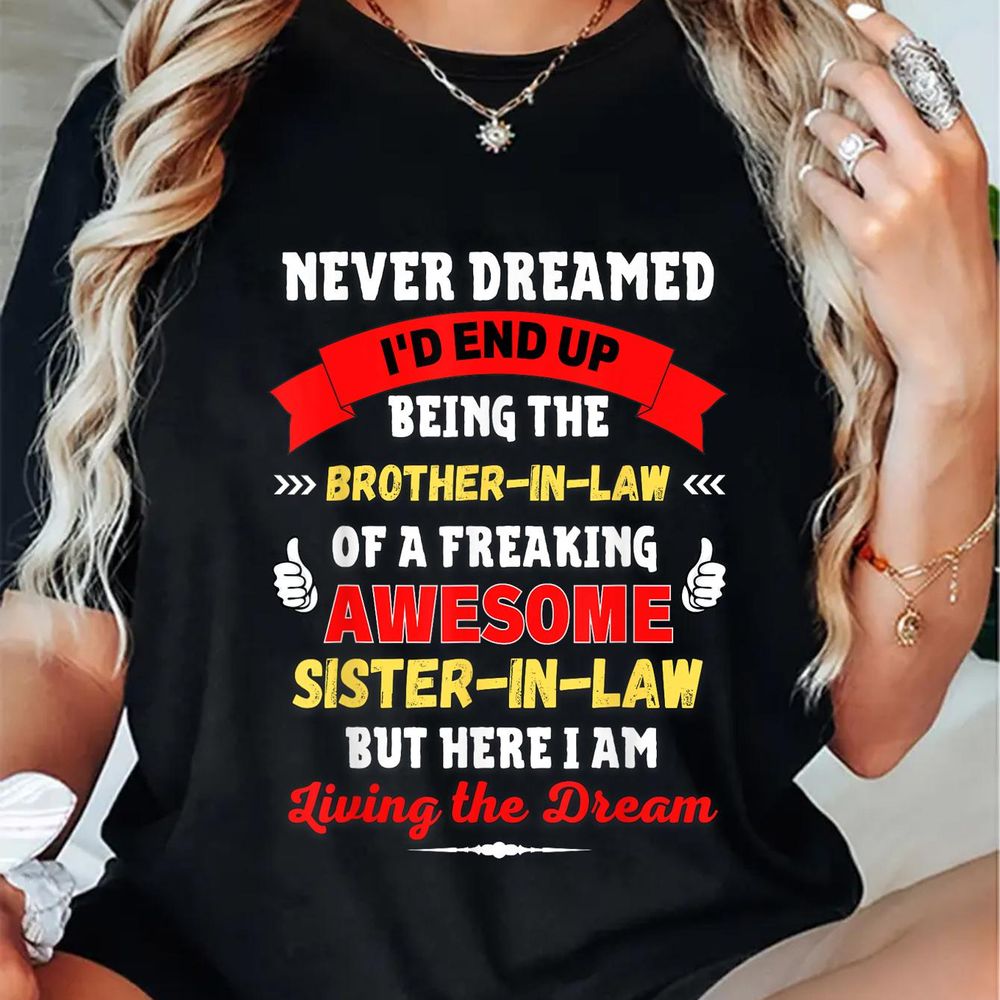 NEVER DREAMED
I'D END UP
BEING THE
BROTHER-IN-LAW
OF A FREAKING
AWESOME
SISTER-IN-LAW
BUT HERE I AM
Living the Dream